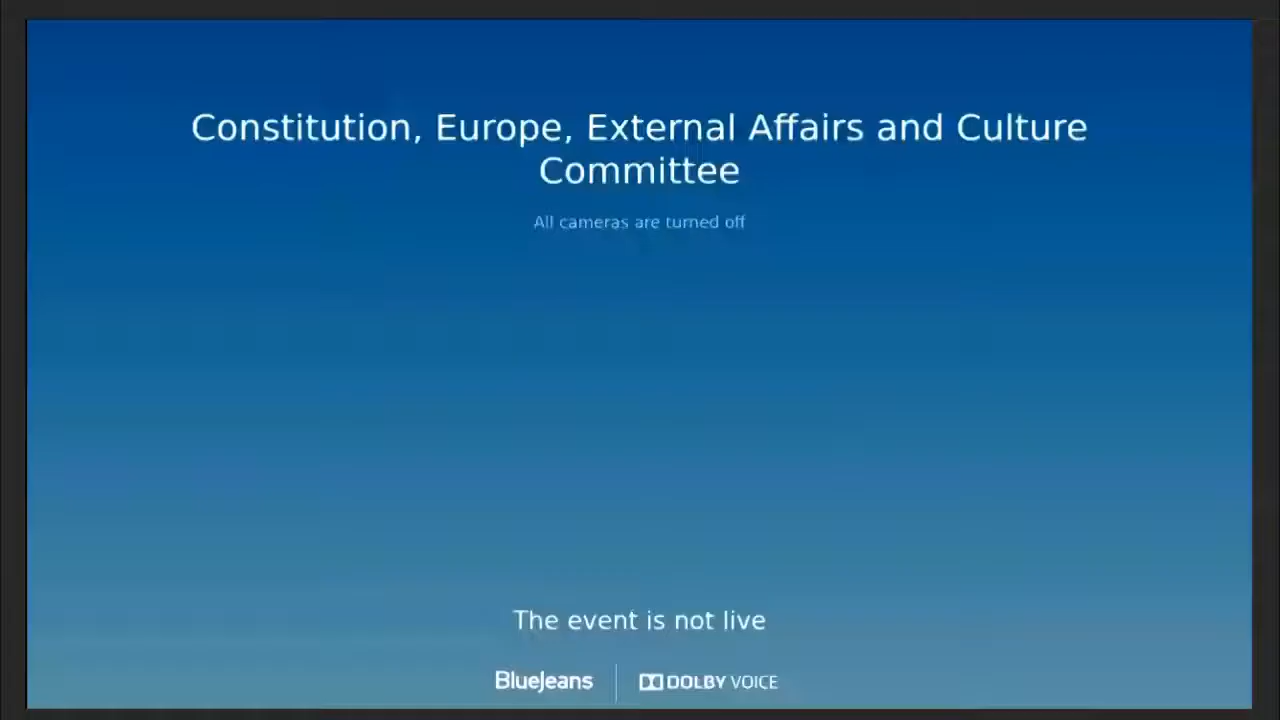 Constitution, Europe, External Affairs and Culture
Committee
All cameras are turned off
The event is not live
BlueJeans
DOLBY VOICE